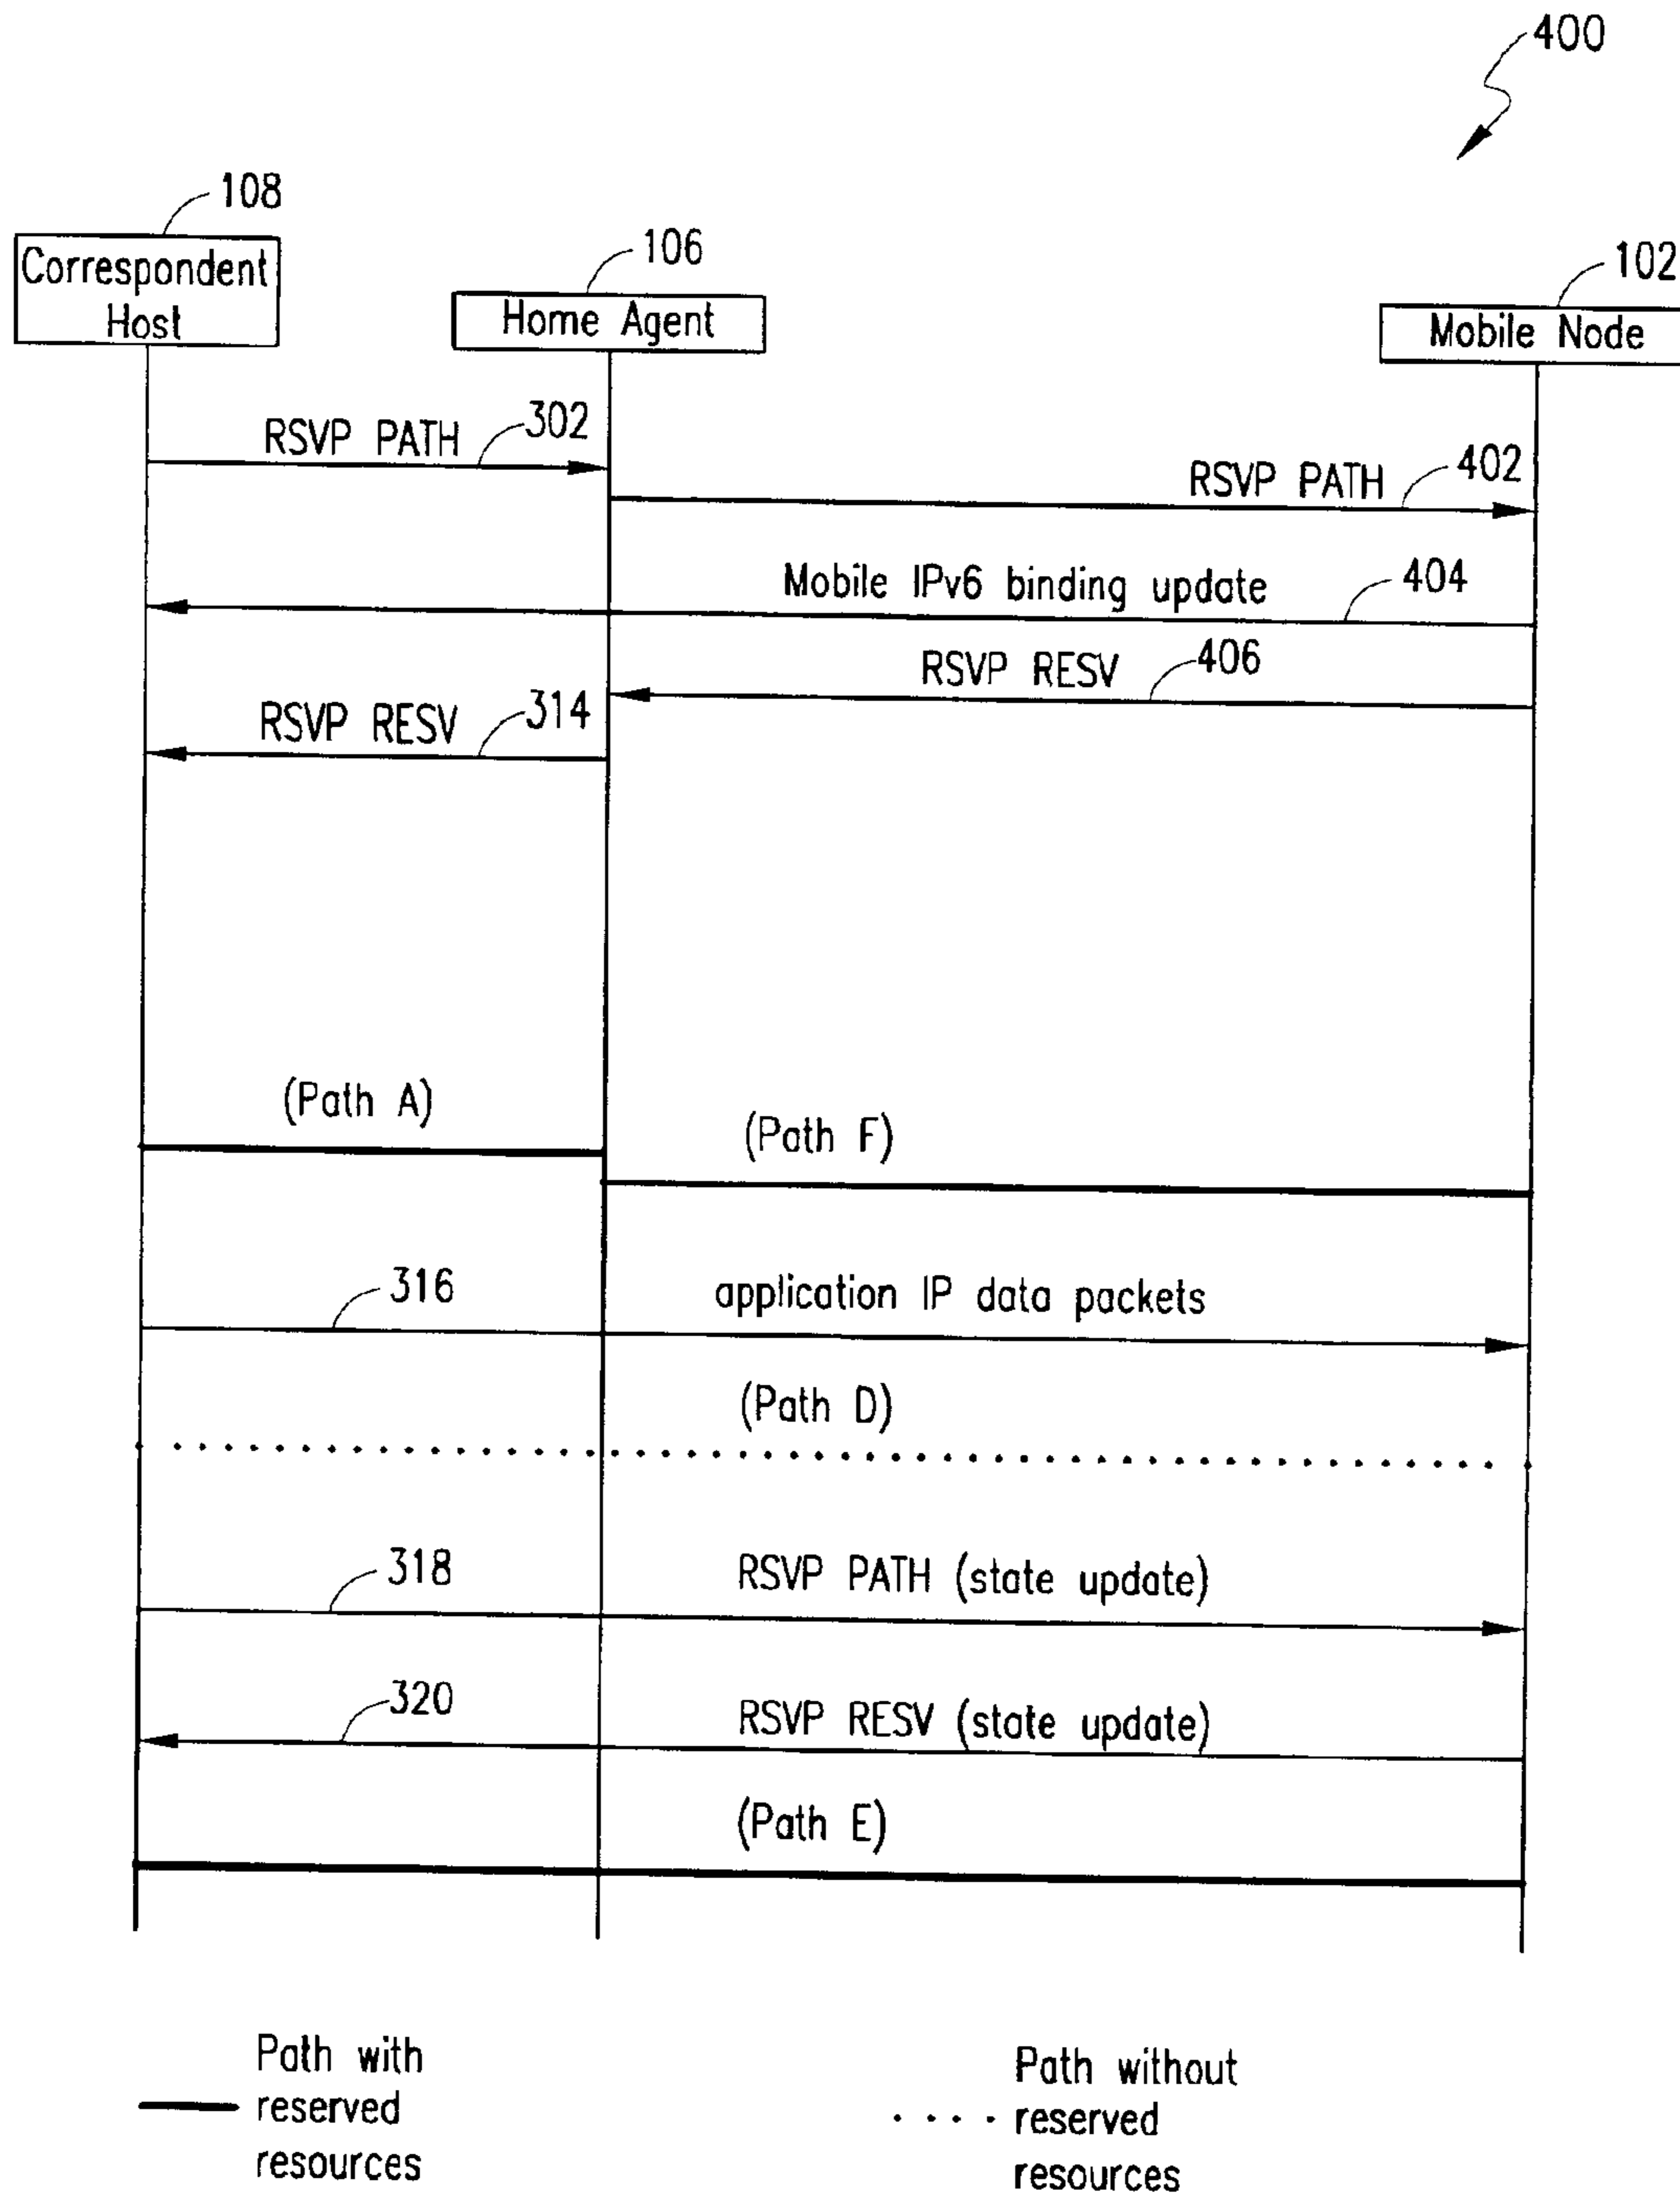 400
108
Correspondent
Host
106
Home Agent
102
Mobile Node
RSVP PATH
302
RSVP PATH
402
Mobile IPv6 binding update
404
RSVP RESV
406
RSVP RESV
314
(Path A)
(Path F)
316
application IP data packets
(Path D)
318
RSVP PATH (state update)
320
RSVP RESV (state update)
(Path E)
Path with
reserved
resources
Path without
reserved
resources